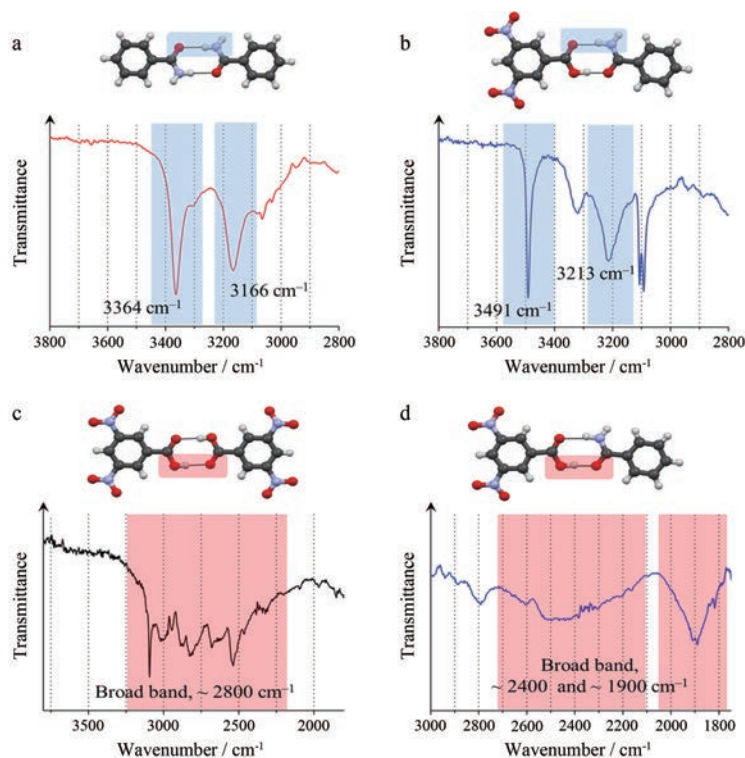 a
Transmittance
3364 cm⁻¹
3166 cm⁻¹
3800 3600 3400 3200 3000 2800
Wavenumber / cm⁻¹
b
Transmittance
3491 cm⁻¹
3213 cm⁻¹
3800 3600 3400 3200 3000 2800
Wavenumber / cm⁻¹
c
Transmittance
Broad band, ~ 2800 cm⁻¹
3500 3000 2500 2000
Wavenumber / cm⁻¹
d
Transmittance
Broad band,
~ 2400 and ~ 1900 cm⁻¹
3000 2800 2600 2400 2200 2000 1800
Wavenumber / cm⁻¹